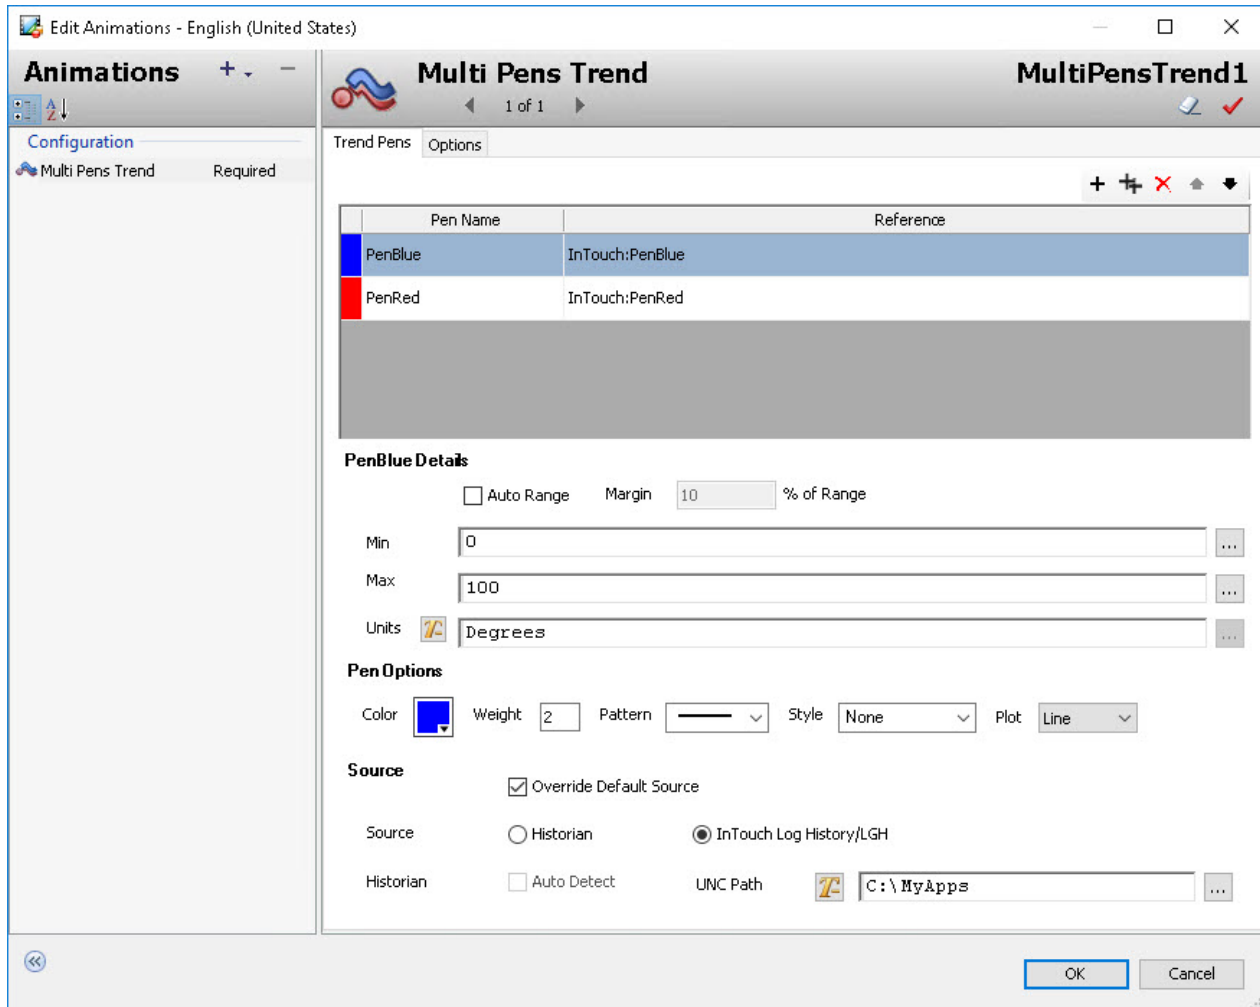 Edit Animations - English (United States)
Animations
Multi Pens Trend
MultiPensTrend1
1 of 1
Configuration
Multi Pens Trend Required
Trend Pens Options
Pen Name Reference
PenBlue InTouch:PenBlue
PenRed InTouch:PenRed
PenBlue Details
Auto Range Margin 10 % of Range
Min 0 ...
Max 100 ...
Units Degrees ...
Pen Options
Color Weight 2 Pattern Style None Plot Line
Source
Override Default Source
Source Historian InTouch Log History/LGH
Historian Auto Detect UNC Path C:\MyApps ...
OK Cancel